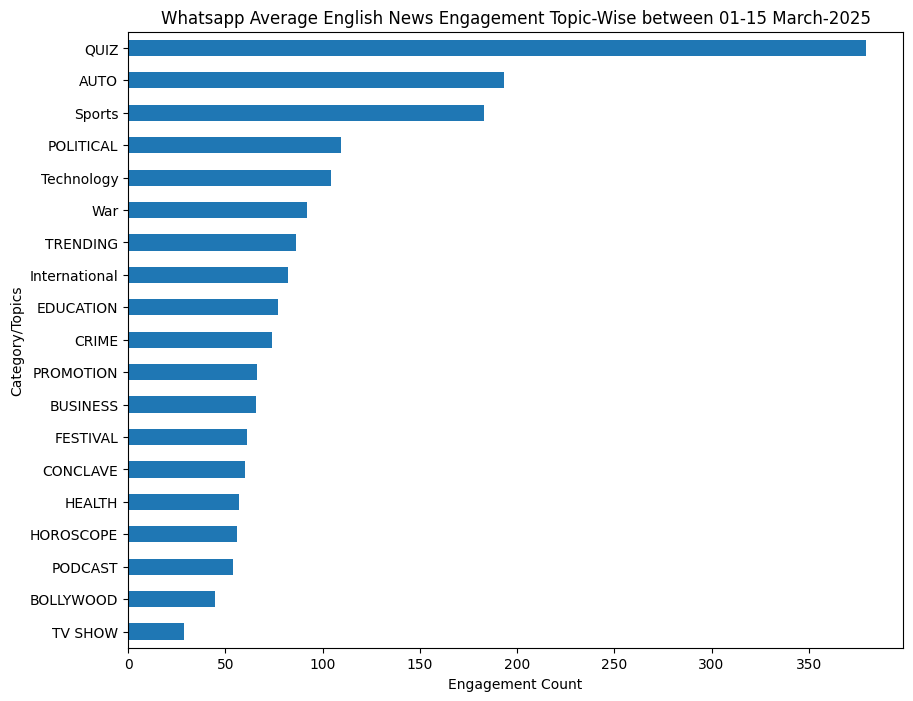 Whatsapp Average English News Engagement Topic-Wise between 01-15 March-2025
Category/Topics
QUIZ
AUTO
Sports
POLITICAL
Technology
War
TRENDING
International
EDUCATION
CRIME
PROMOTION
BUSINESS
FESTIVAL
CONCLAVE
HEALTH
HOROSCOPE
PODCAST
BOLLYWOOD
TV SHOW
0 50 100 150 200 250 300 350
Engagement Count